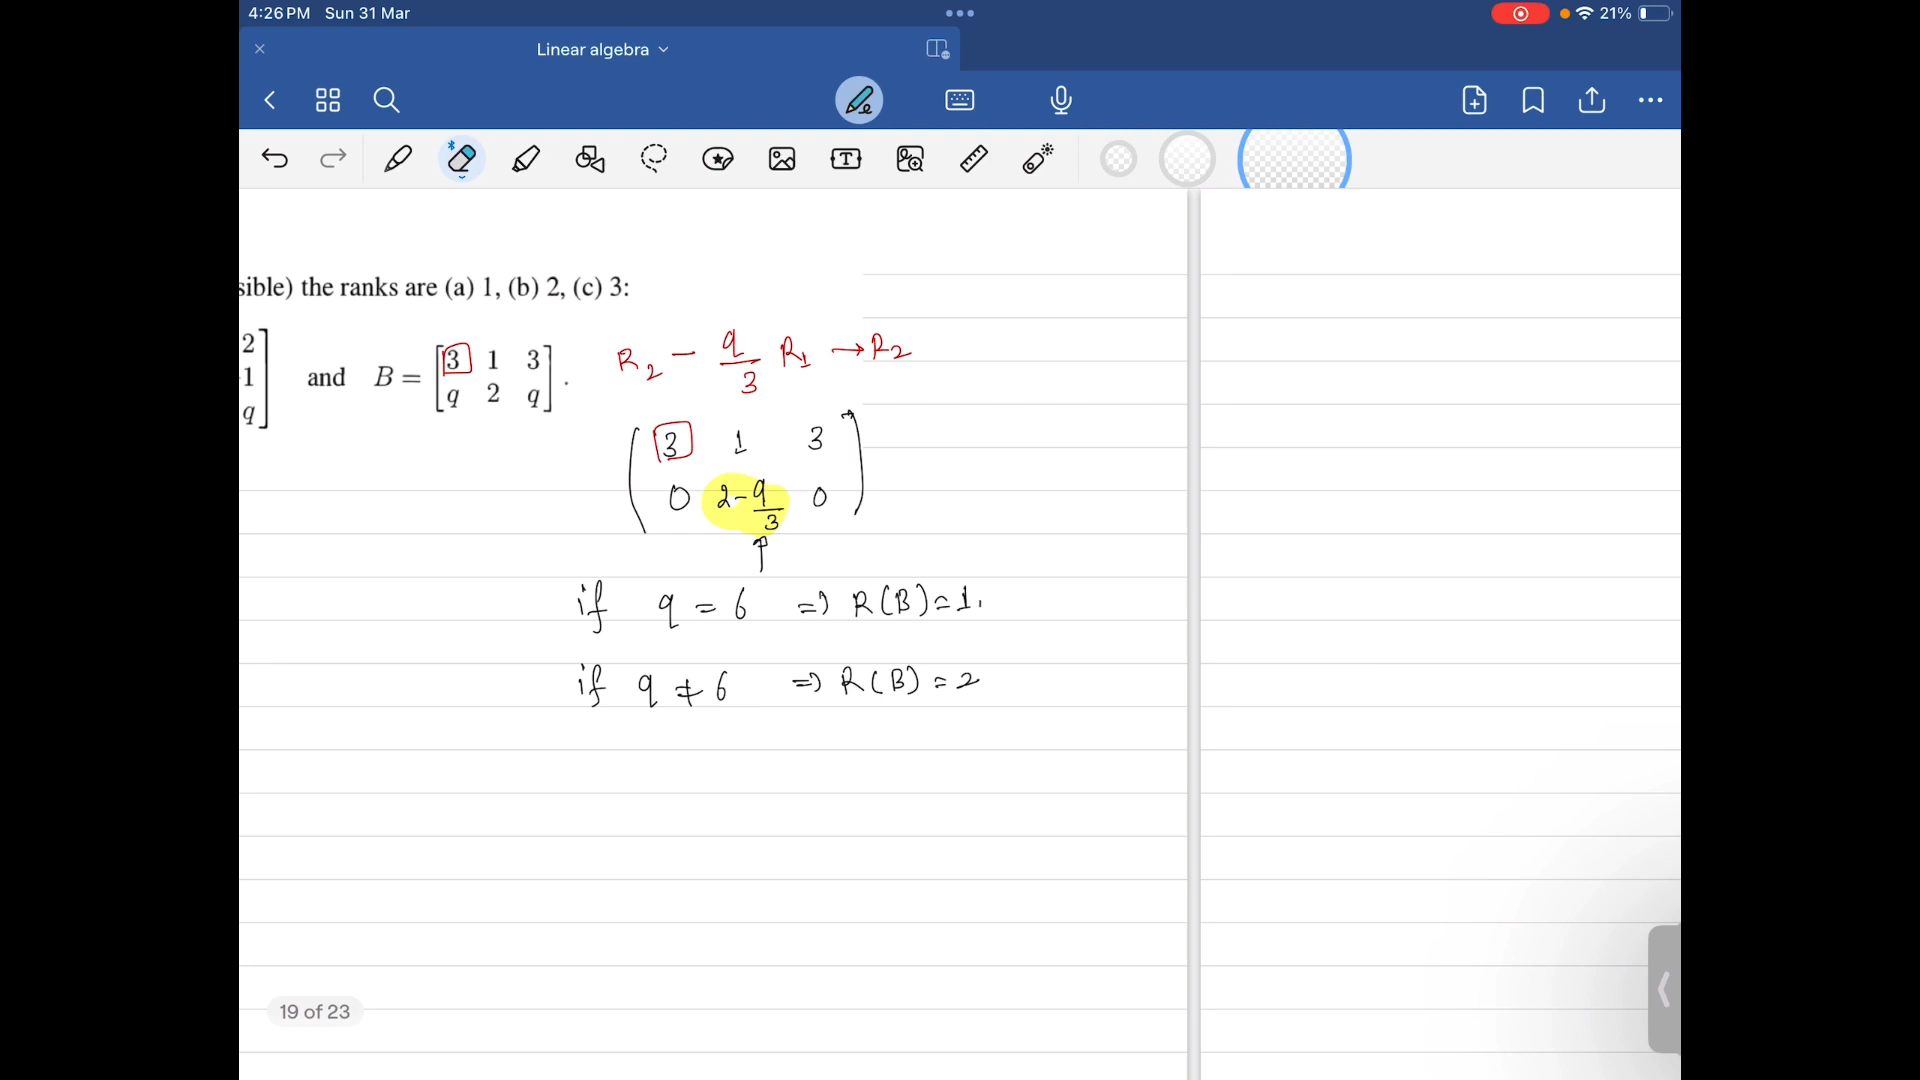 4:26 PM Sun 31 Mar
21%
Linear algebra
T
sible) the ranks are (a) 1, (b) 2, (c) 3:
2
1
q
and B = [3 1 3
q 2 q].
R₂ - q/3 R₁ → R₂
(3 1 3
0 2-q/3 0)
↑
if q = 6 => R(B)=1.
if q ≠ 6 => R(B) = 2
19 of 23